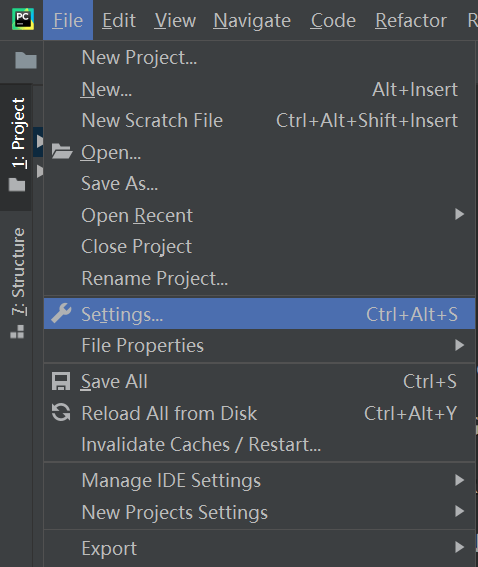 PC
File Edit View Navigate Code Refactor R
New Project...
New... Alt+Insert
New Scratch File Ctrl+Alt+Shift+Insert
Open...
Save As...
Open Recent
Close Project
Rename Project...
Settings... Ctrl+Alt+S
File Properties
Save All Ctrl+S
Reload All from Disk Ctrl+Alt+Y
Invalidate Caches / Restart...
Manage IDE Settings
New Projects Settings
Export
1: Project
7: Structure